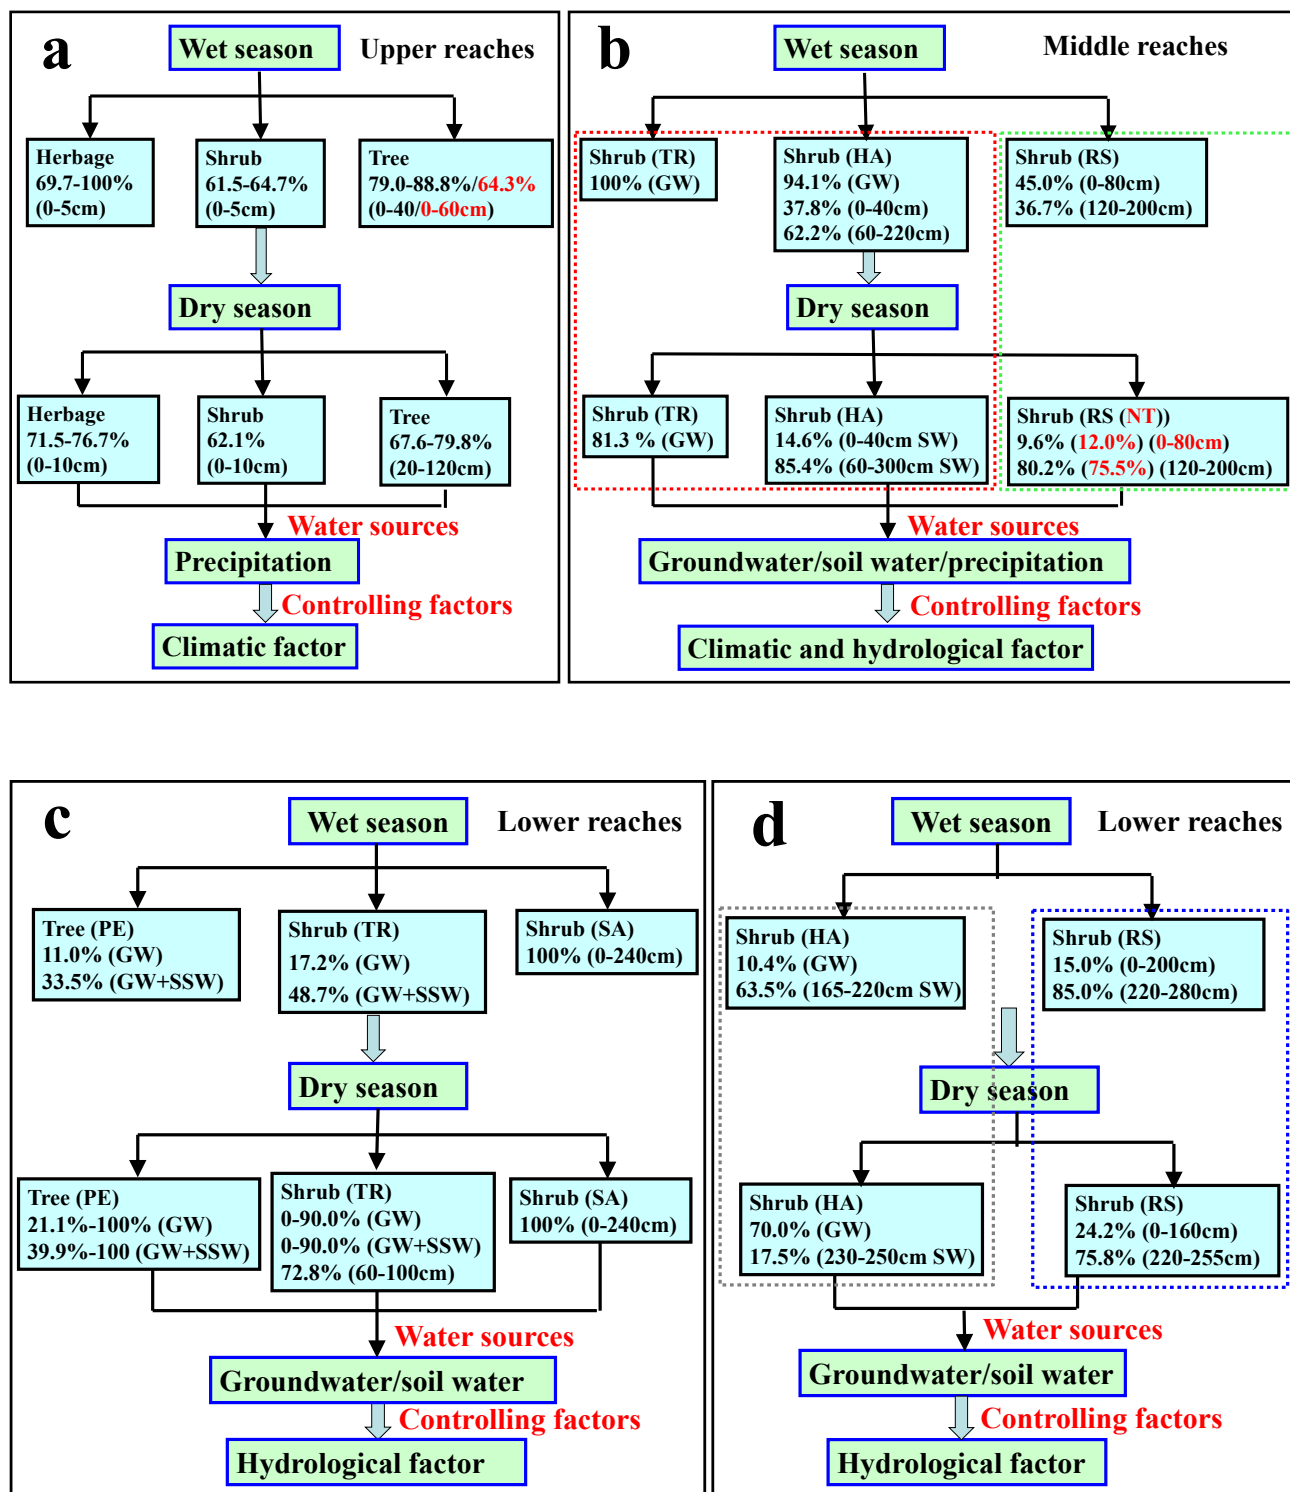 a
Wet season
Upper reaches
Herbage
69.7-100%
(0-5cm)
Shrub
61.5-64.7%
(0-5cm)
Tree
79.0-88.8%/64.3%
(0-40/0-60cm)
Dry season
Herbage
71.5-76.7%
(0-10cm)
Shrub
62.1%
(0-10cm)
Tree
67.6-79.8%
(20-120cm)
Water sources
Precipitation
Controlling factors
Climatic factor
b
Wet season
Middle reaches
Shrub (TR)
100% (GW)
Shrub (HA)
94.1% (GW)
37.8% (0-40cm)
62.2% (60-220cm)
Shrub (RS)
45.0% (0-80cm)
36.7% (120-200cm)
Dry season
Shrub (TR)
81.3 % (GW)
Shrub (HA)
14.6% (0-40cm SW)
85.4% (60-300cm SW)
Shrub (RS (NT))
9.6% (12.0%) (0-80cm)
80.2% (75.5%) (120-200cm)
Water sources
Groundwater/soil water/precipitation
Controlling factors
Climatic and hydrological factor
c
Wet season
Lower reaches
Tree (PE)
11.0% (GW)
33.5% (GW+SSW)
Shrub (TR)
17.2% (GW)
48.7% (GW+SSW)
Shrub (SA)
100% (0-240cm)
Dry season
Tree (PE)
21.1%-100% (GW)
39.9%-100 (GW+SSW)
Shrub (TR)
0-90.0% (GW)
0-90.0% (GW+SSW)
72.8% (60-100cm)
Shrub (SA)
100% (0-240cm)
Water sources
Groundwater/soil water
Controlling factors
Hydrological factor
d
Wet season
Lower reaches
Shrub (HA)
10.4% (GW)
63.5% (165-220cm SW)
Shrub (RS)
15.0% (0-200cm)
85.0% (220-280cm)
Dry season
Shrub (HA)
70.0% (GW)
17.5% (230-250cm SW)
Shrub (RS)
24.2% (0-160cm)
75.8% (220-255cm)
Water sources
Groundwater/soil water
Controlling factors
Hydrological factor